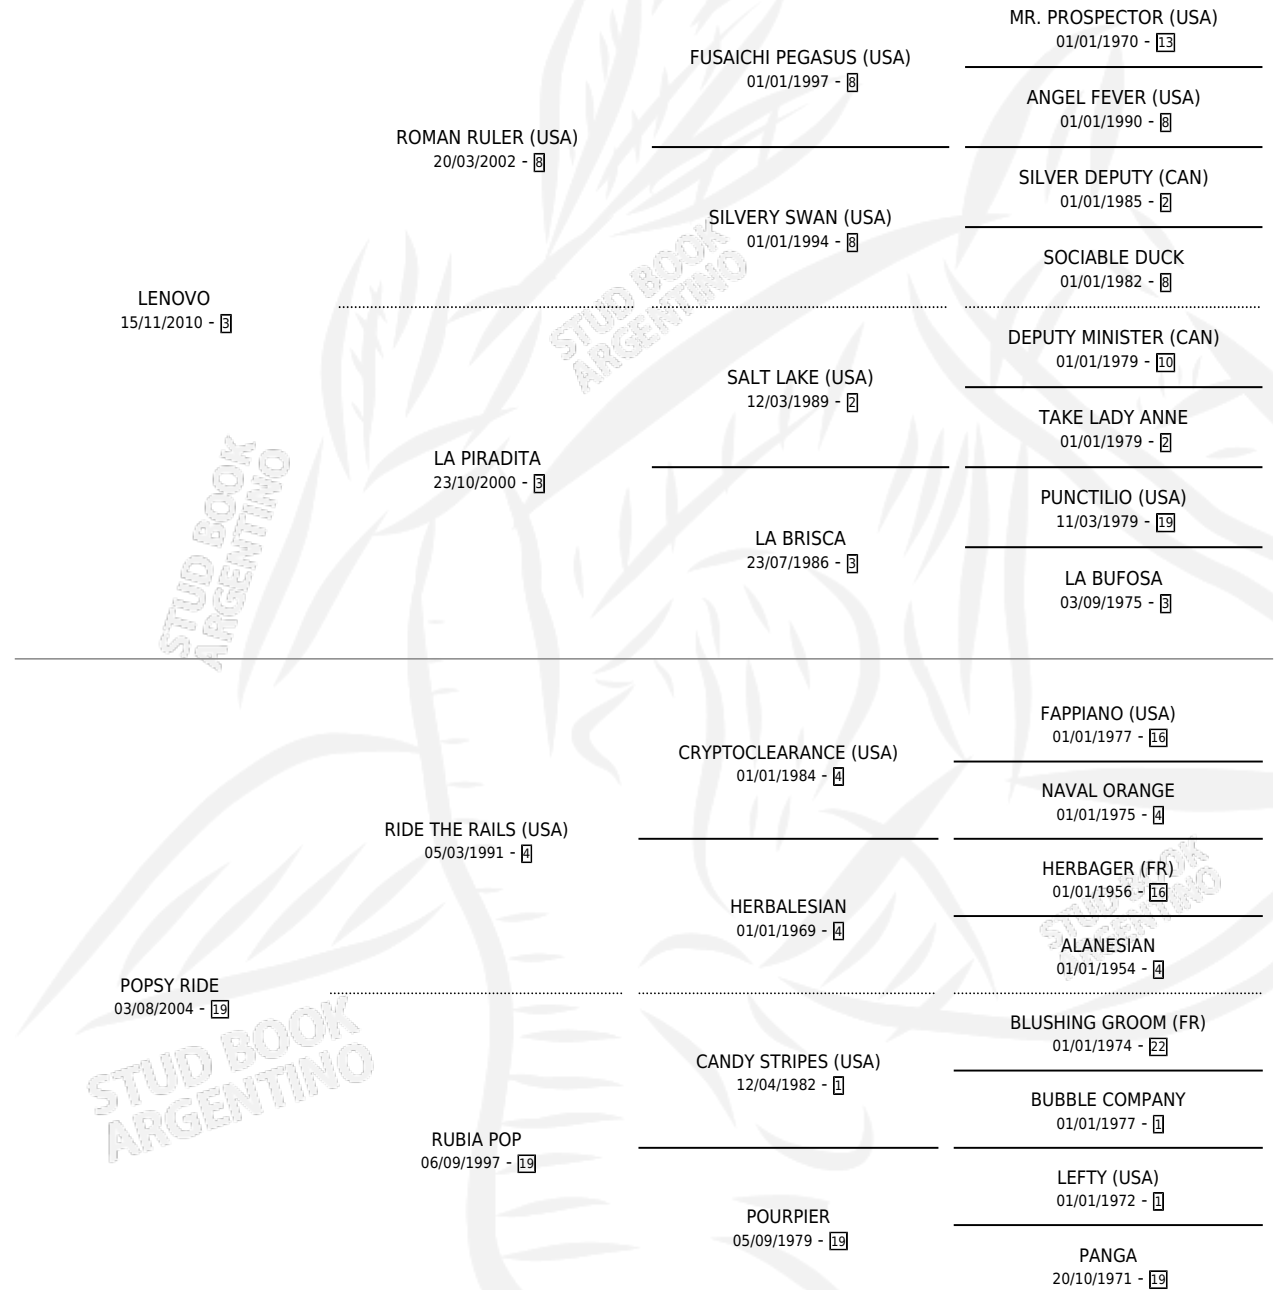 MR. PROSPECTOR (USA)
01/01/1970 - 13
FUSAICHI PEGASUS (USA)
01/01/1997 - 8
ANGEL FEVER (USA)
01/01/1990 - 8
ROMAN RULER (USA)
20/03/2002 - 8
SILVER DEPUTY (CAN)
01/01/1985 - 2
SILVERY SWAN (USA)
01/01/1994 - 8
SOCIABLE DUCK
01/01/1982 - 8
LENOVO
15/11/2010 - 3
STUD BOOK
ARGENTINO
DEPUTY MINISTER (CAN)
01/01/1979 - 10
SALT LAKE (USA)
12/03/1989 - 2
TAKE LADY ANNE
01/01/1979 - 2
LA PIRADITA
23/10/2000 - 3
PUNCTILIO (USA)
11/03/1979 - 19
LA BRISCA
23/07/1986 - 3
LA BUFOSA
03/09/1975 - 3
STUD BOOK
ARGENTINO
FAPPIANO (USA)
01/01/1977 - 16
CRYPTOCLEARANCE (USA)
01/01/1984 - 4
NAVAL ORANGE
01/01/1975 - 4
RIDE THE RAILS (USA)
05/03/1991 - 4
HERBAGER (FR)
01/01/1956 - 16
HERBALESIAN
01/01/1969 - 4
STUD BOOK
ARGENTINO
ALANESIAN
01/01/1954 - 4
POPSY RIDE
03/08/2004 - 19
BLUSHING GROOM (FR)
01/01/1974 - 22
CANDY STRIPES (USA)
12/04/1982 - 1
BUBBLE COMPANY
01/01/1977 - 1
STUD BOOK
ARGENTINO
RUBIA POP
06/09/1997 - 19
LEFTY (USA)
01/01/1972 - 1
POURPIER
05/09/1979 - 19
PANGA
20/10/1971 - 19